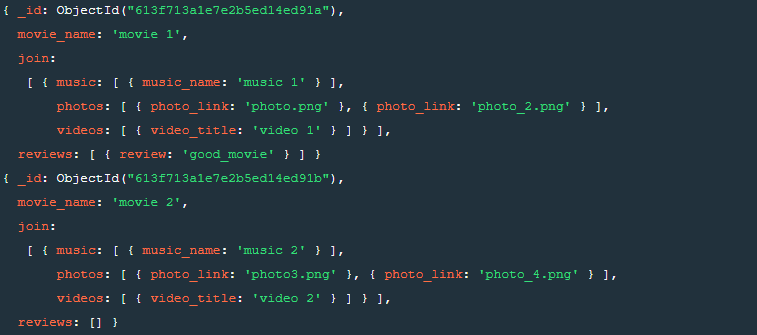 { _id: ObjectId("613f713a1e7e2b5ed14ed91a"),
movie_name: 'movie 1',
join:
[ { music: [ { music_name: 'music 1' } ],
photos: [ { photo_link: 'photo.png' }, { photo_link: 'photo_2.png' } ],
videos: [ { video_title: 'video 1' } ] } ],
reviews: [ { review: 'good_movie' } ] }
{ _id: ObjectId("613f713a1e7e2b5ed14ed91b"),
movie_name: 'movie 2',
join:
[ { music: [ { music_name: 'music 2' } ],
photos: [ { photo_link: 'photo3.png' }, { photo_link: 'photo_4.png' } ],
videos: [ { video_title: 'video 2' } ] } ],
reviews: [] }